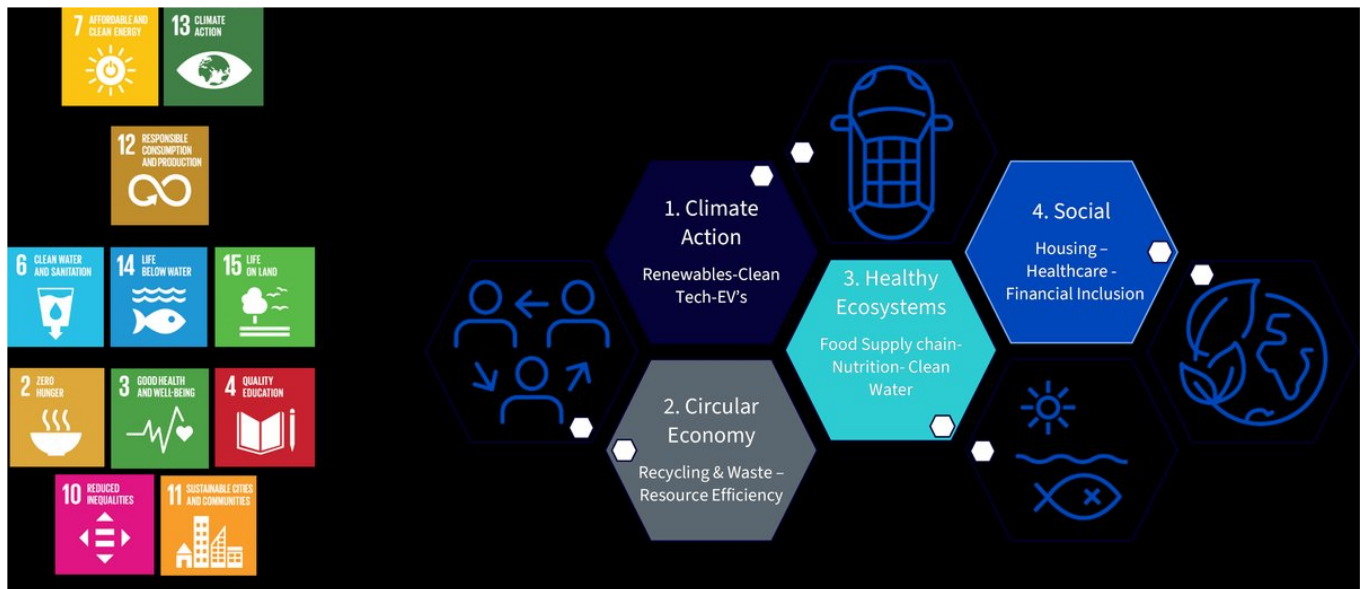 7 AFFORDABLE AND
CLEAN ENERGY
13 CLIMATE
ACTION
12 RESPONSIBLE
CONSUMPTION
AND PRODUCTION
6 CLEAN WATER
AND SANITATION
14 LIFE
BELOW WATER
15 LIFE
ON LAND
2 ZERO
HUNGER
3 GOOD HEALTH
AND WELL-BEING
4 QUALITY
EDUCATION
10 REDUCED
INEQUALITIES
11 SUSTAINABLE CITIES
AND COMMUNITIES
1. Climate
Action
Renewables-Clean
Tech-EV's
2. Circular
Economy
Recycling & Waste –
Resource Efficiency
3. Healthy
Ecosystems
Food Supply chain-
Nutrition- Clean
Water
4. Social
Housing –
Healthcare -
Financial Inclusion